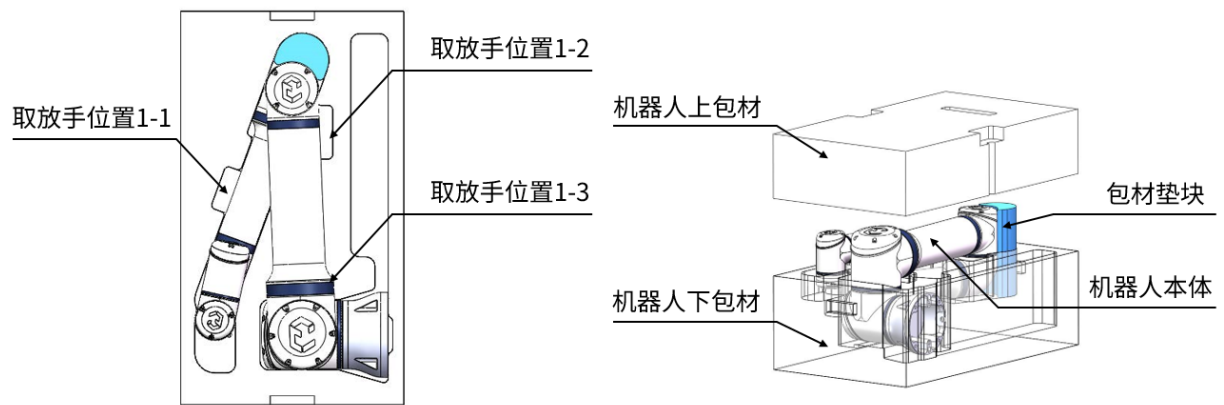 取放手位置1-2
取放手位置1-1
取放手位置1-3
机器人上包材
包材垫块
机器人下包材
机器人本体